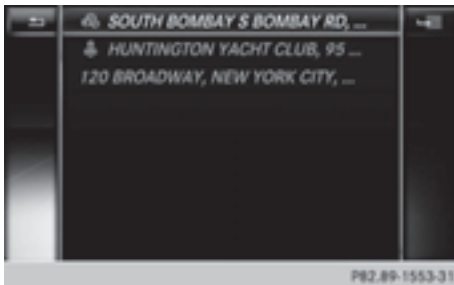 SOUTH BOMBAY S BOMBAY RD, ...
HUNTINGTON YACHT CLUB, 95 ...
120 BROADWAY, NEW YORK CITY, ...
P82.89-1553-31